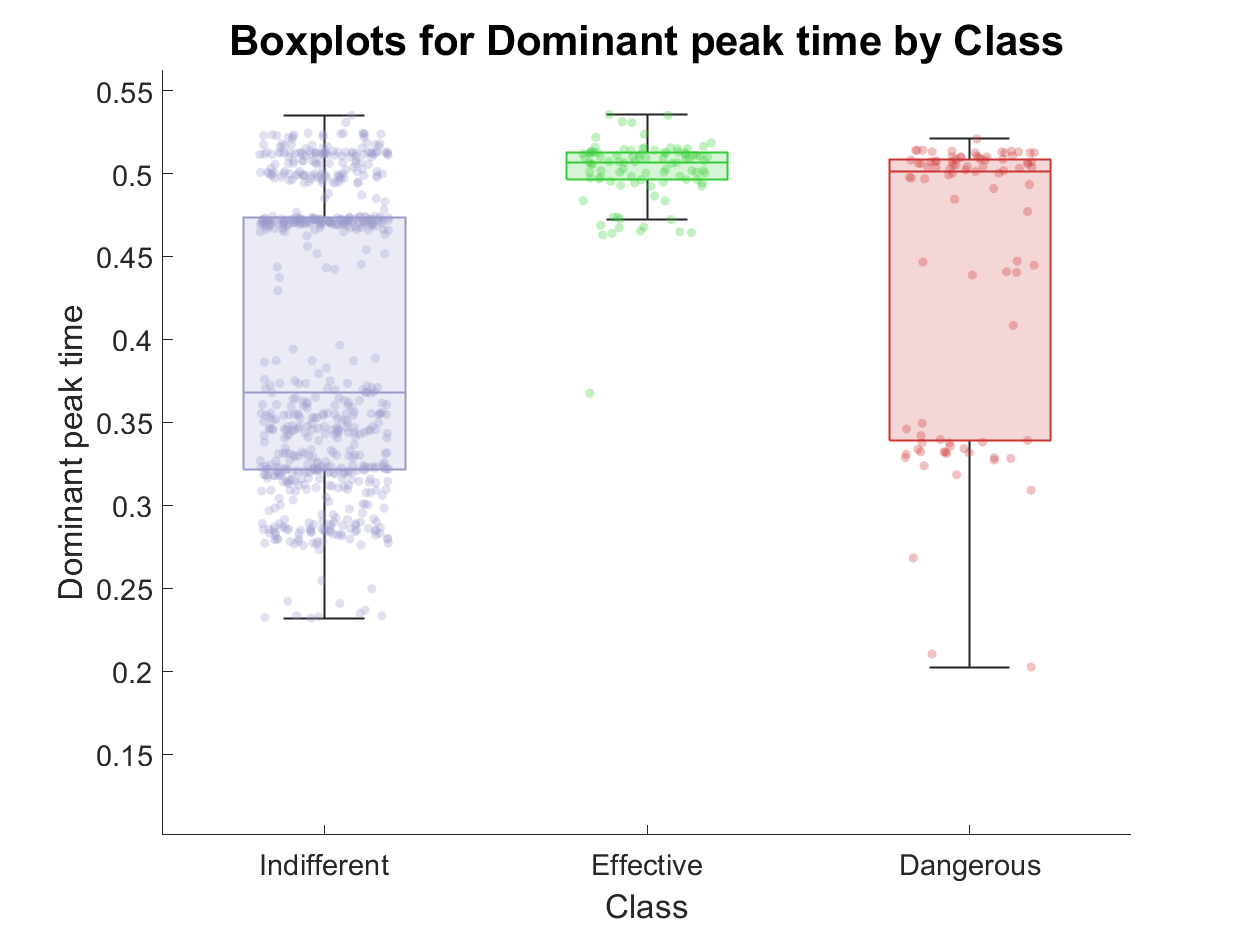 Boxplots for Dominant peak time by Class
0.55
0.5
0.45
0.4
0.35
0.3
0.25
0.2
0.15
Dominant peak time
Indifferent
Effective
Dangerous
Class